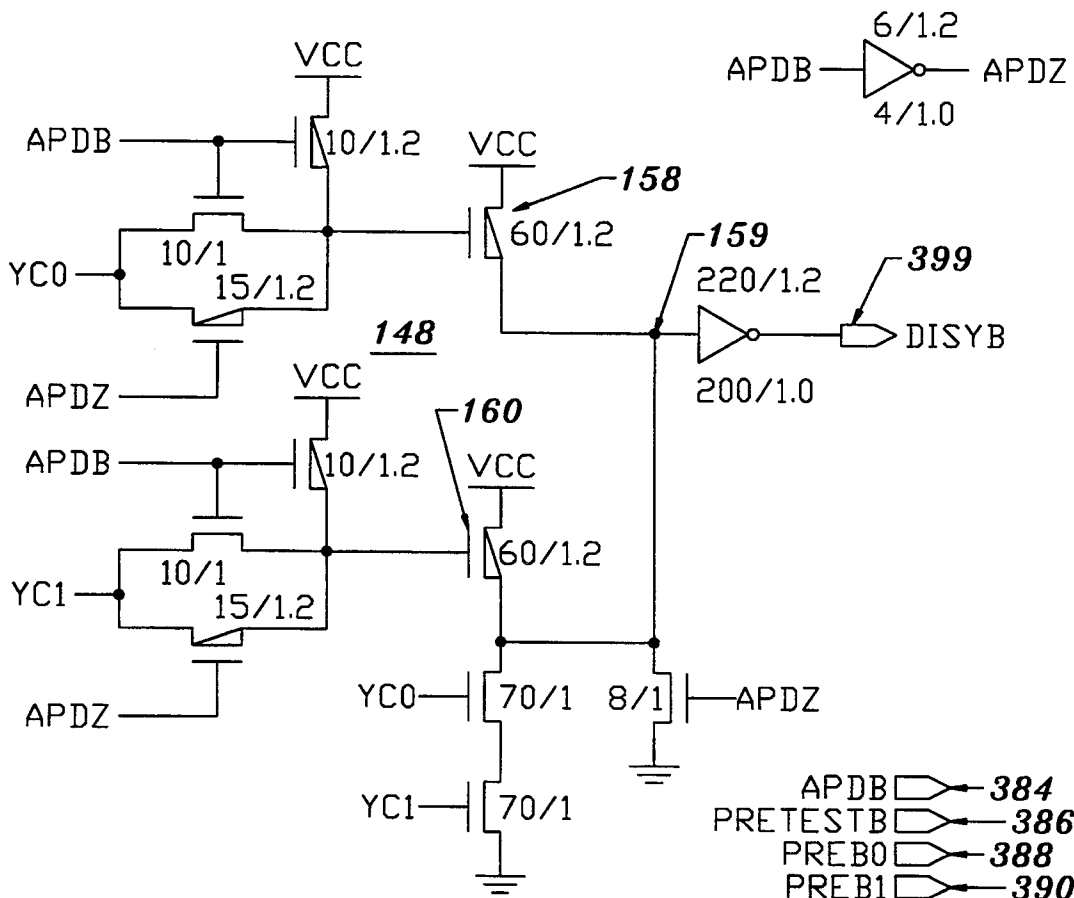 6/1.2
APDB
APDZ
4/1.0
VCC
APDB
10/1.2
VCC
158
60/1.2
159
399
10/1
YC0
15/1.2
220/1.2
148
DISYB
APDZ
VCC
200/1.0
160
APDB
10/1.2
VCC
60/1.2
10/1
YC1
15/1.2
APDZ
YC0
70/1
8/1
APDZ
YC1
70/1
APDB
384
PRETESTB
386
PREB0
388
PREB1
390